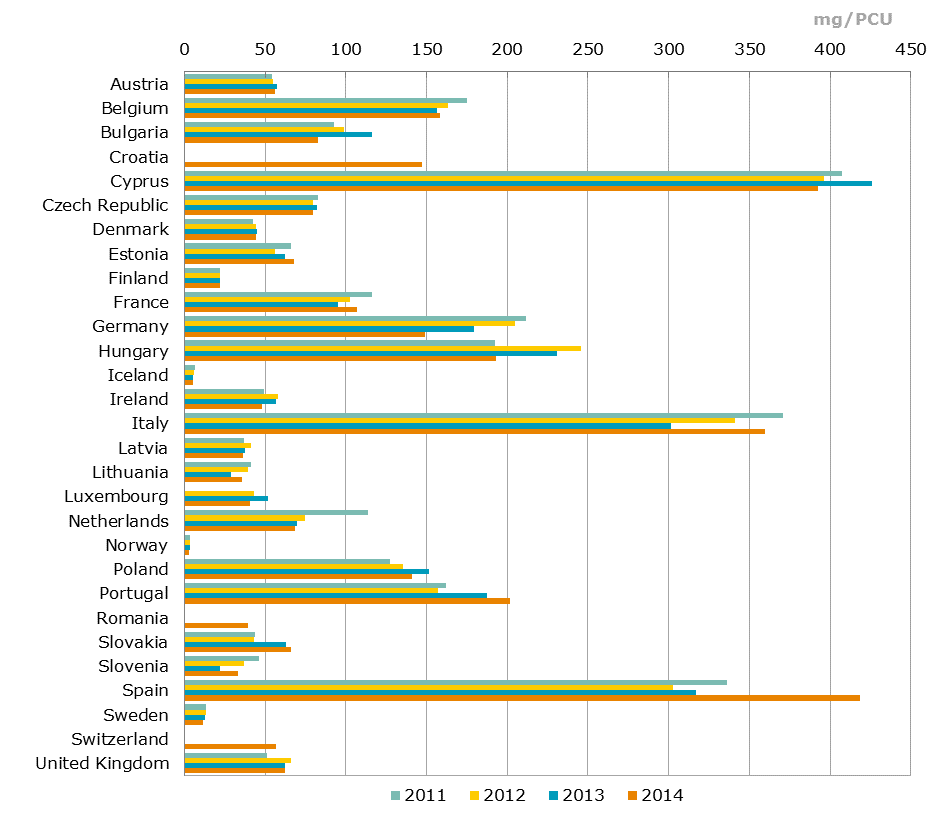 mg/PCU
0 50 100 150 200 250 300 350 400 450
Austria
Belgium
Bulgaria
Croatia
Cyprus
Czech Republic
Denmark
Estonia
Finland
France
Germany
Hungary
Iceland
Ireland
Italy
Latvia
Lithuania
Luxembourg
Netherlands
Norway
Poland
Portugal
Romania
Slovakia
Slovenia
Spain
Sweden
Switzerland
United Kingdom
2011 2012 2013 2014